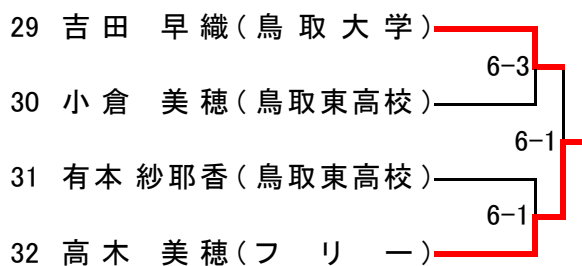 29 吉田 早織(鳥取大学)
6-3
30 小倉 美穂(鳥取東高校)
6-1
31 有本 紗耶香(鳥取東高校)
6-1
32 高木 美穂(フリー)